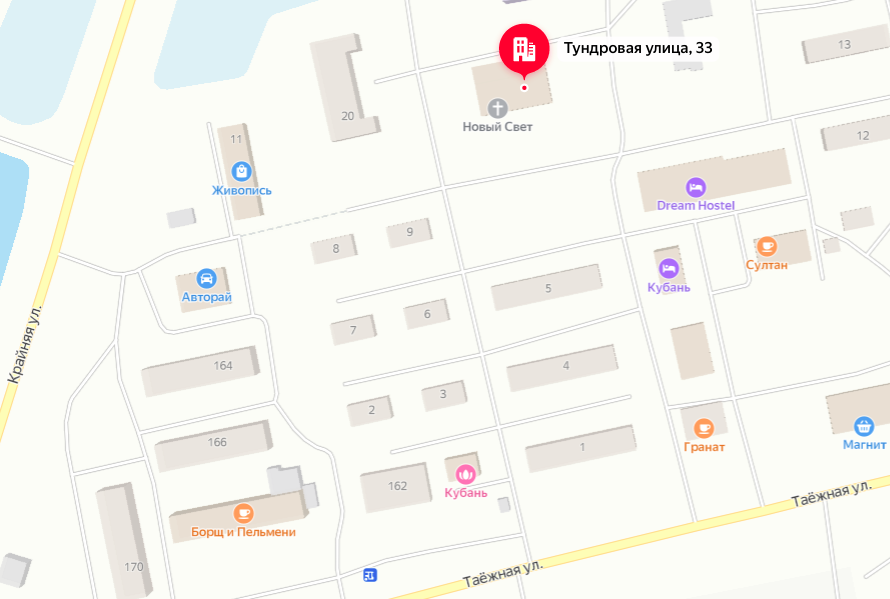 Тундровая улица, 33
13
20
Новый Свет
11
12
Живопись
Dream Hostel
9
8
Султан
Кубань
5
Авторай
6
7
Крайняя ул.
164
4
3
2
166
1
Гранат
Магнит
162
Кубань
Таёжная ул.
Борщ и Пельмени
170
Таёжная ул.